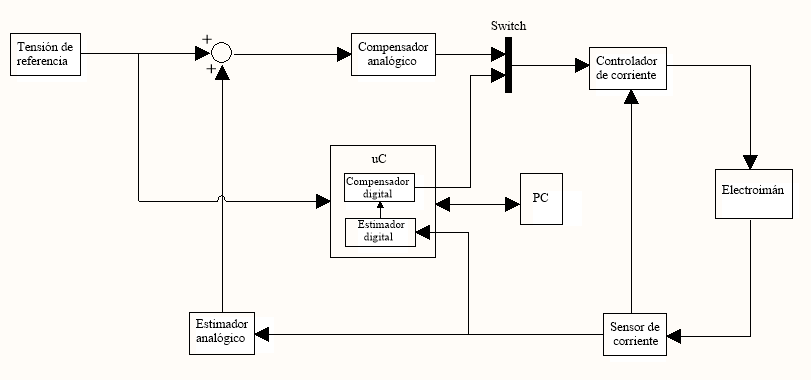 Switch
+
Tensión de
referencia
Compensador
analógico
Controlador
de corriente
+
uC
Compensador
digital
Estimador
digital
PC
Electroimán
Estimador
analógico
Sensor de
corriente